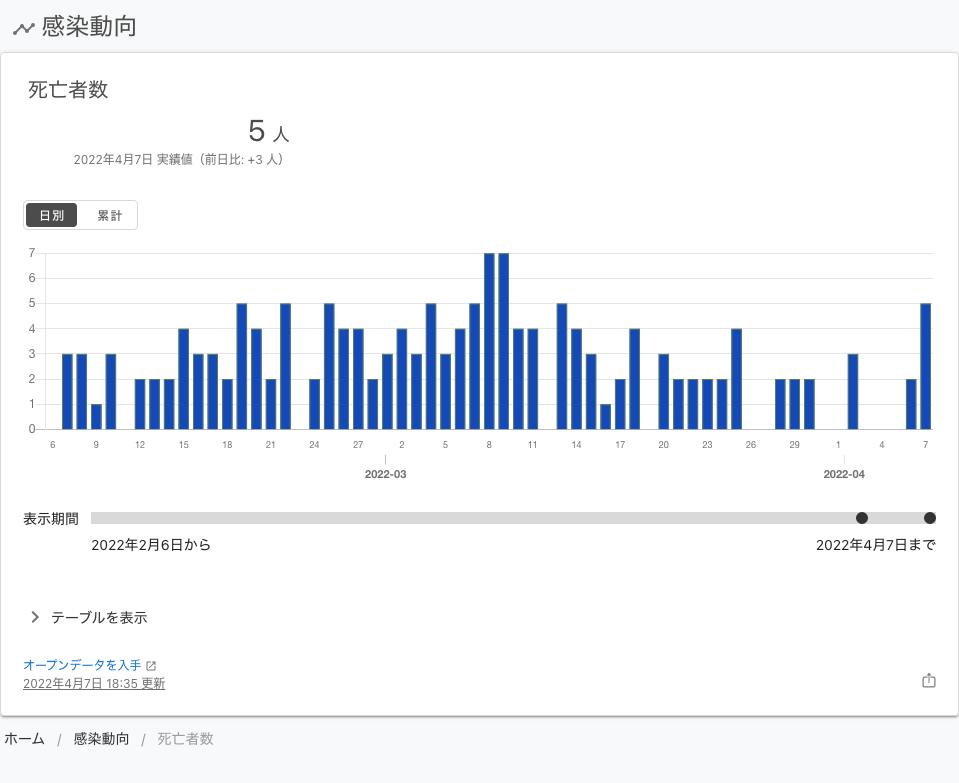 感染動向
死亡者数
5 人
2022年4月7日 実績値（前日比: +3 人）
日別 累計
7
6
5
4
3
2
1
0
6 9 12 15 18 21 24 27 2 5 8 11 14 17 20 23 26 29 1 4 7
2022-03 2022-04
表示期間
2022年2月6日から 2022年4月7日まで
テーブルを表示
オープンデータを入手
2022年4月7日 18:35 更新
ホーム / 感染動向 / 死亡者数